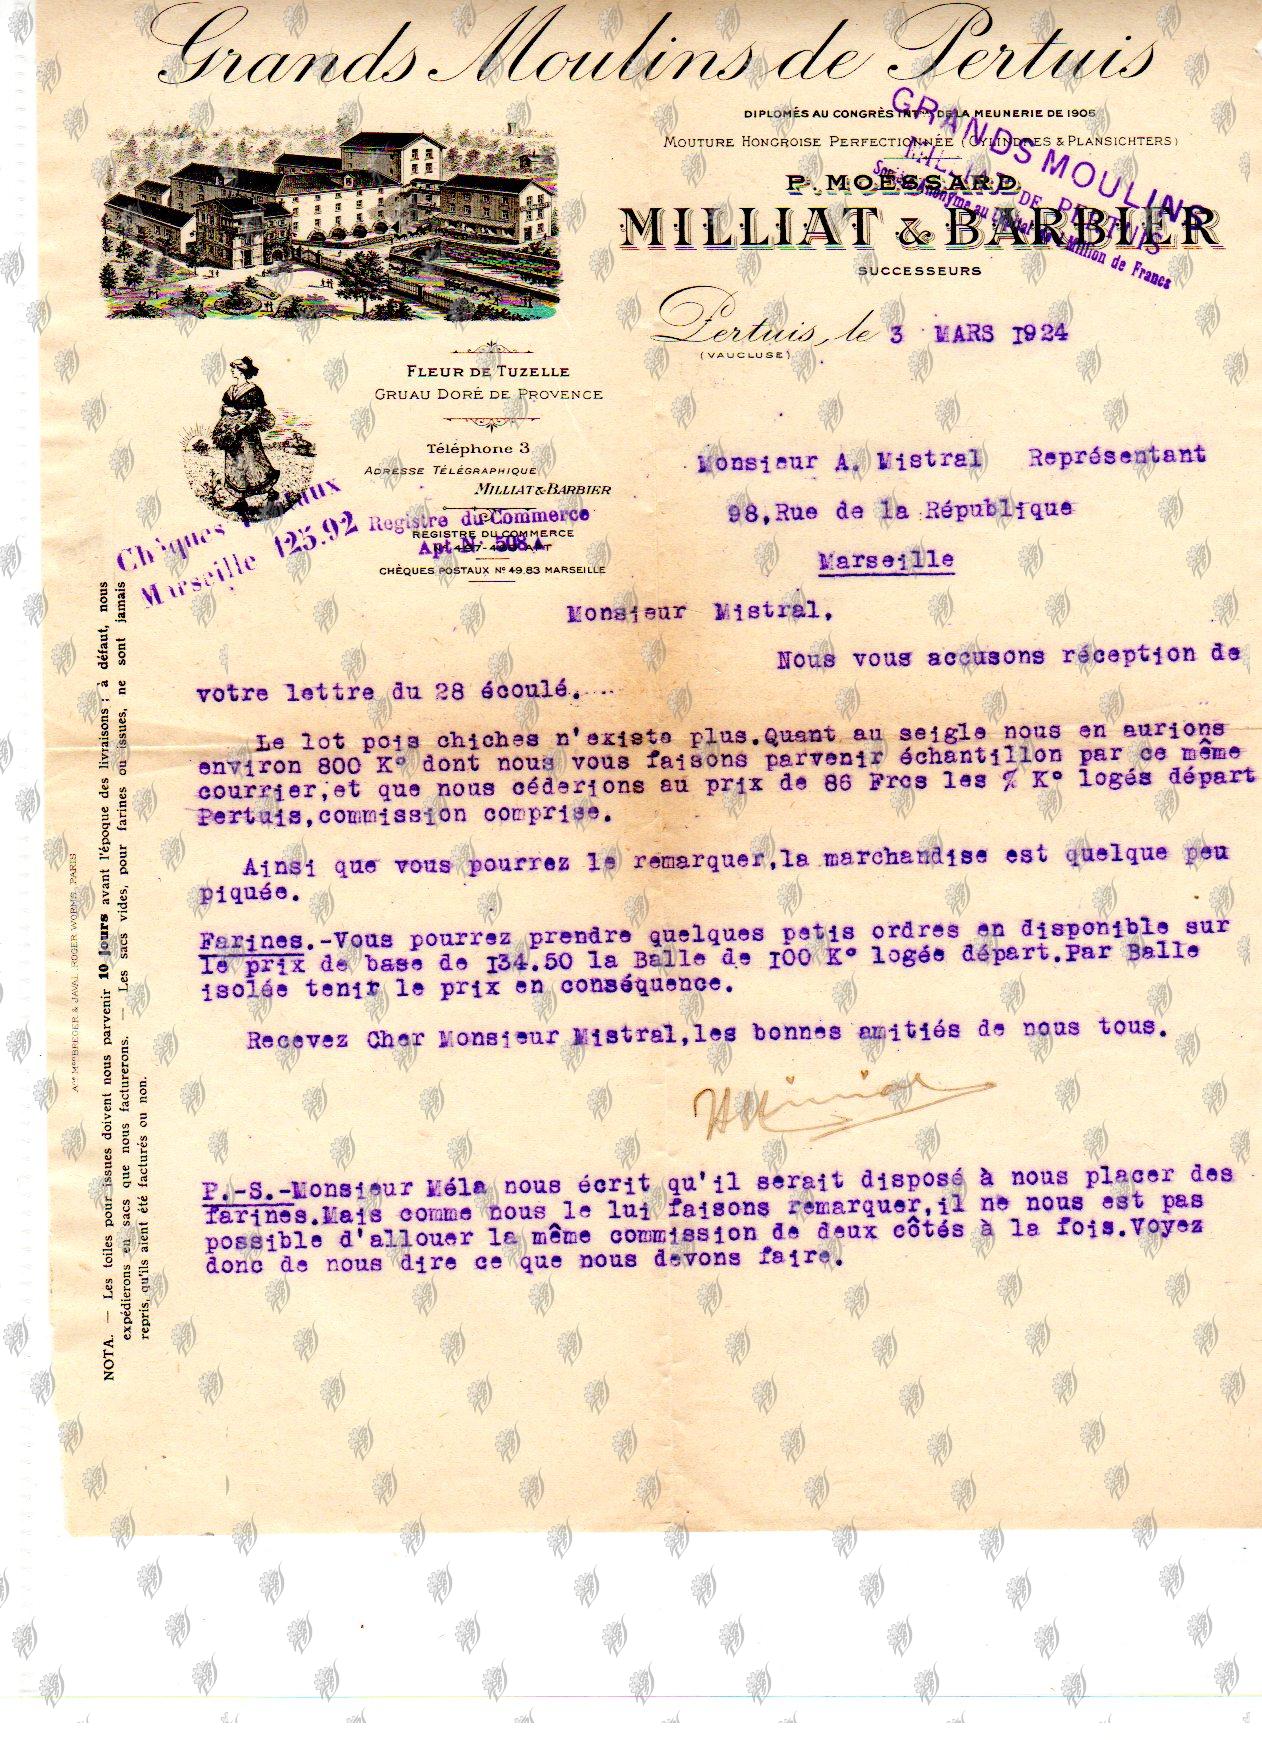 Grands Moulins de Pertuis
DIPLOMÉS AU CONGRÈS INTAL DE LA MEUNERIE DE 1905
MOUTURE HONGROISE PERFECTIONNÉE (CYLINDRES & PLANSICHTERS)
P. MOËSSARD
MILLIAT & BARBIER
SUCCESSEURS
GRANDS MOULINS
DE PERTUIS
Société Anonyme au Capital Million de Francs
Pertuis, le 3 MARS 1924
(VAUCLUSE)
FLEUR DE TUZELLE
GRUAU DORÉ DE PROVENCE
Téléphone 3
ADRESSE TÉLÉGRAPHIQUE
MILLIAT & BARBIER
Registre du Commerce
REGISTRE DU COMMERCE
Apt N° 508 A
CHÈQUES POSTAUX N° 49.83 MARSEILLE
Chèques Postaux
Marseille 125.92
Monsieur A. Mistral Représentant
98,Rue de la République
Marseille
Monsieur Mistral,
Nous vous accusons réception de
votre lettre du 28 écoulé.
Le lot pois chiches n'existe plus.Quant au seigle nous en aurions
environ 800 K° dont nous vous faisons parvenir échantillon par ce même
courrier,et que nous céderions au prix de 86 Frcs les % K° logés départ
Pertuis,commission comprise.
Ainsi que vous pourrez le remarquer,la marchandise est quelque peu
piquée.
Farines.-Vous pourrez prendre quelques petis ordres en disponible sur
le prix de base de 134.50 la Balle de 100 K° logée départ.Par Balle
isolée tenir le prix en conséquence.
Recevez Cher Monsieur Mistral,les bonnes amitiés de nous tous.
P.-S.-Monsieur Méla nous écrit qu'il serait disposé à nous placer des
farines.Mais comme nous le lui faisons remarquer,il ne nous est pas
possible d'allouer la même commission de deux côtés à la fois.Voyez
donc de nous dire ce que nous devons faire.
NOTA. — Les toiles pour issues doivent nous parvenir 10 jours avant l'époque des livraisons ; à défaut, nous
expédierons en sacs que nous facturerons. — Les sacs vides, pour farines ou issues, ne sont jamais
repris, qu'ils aient été facturés ou non.